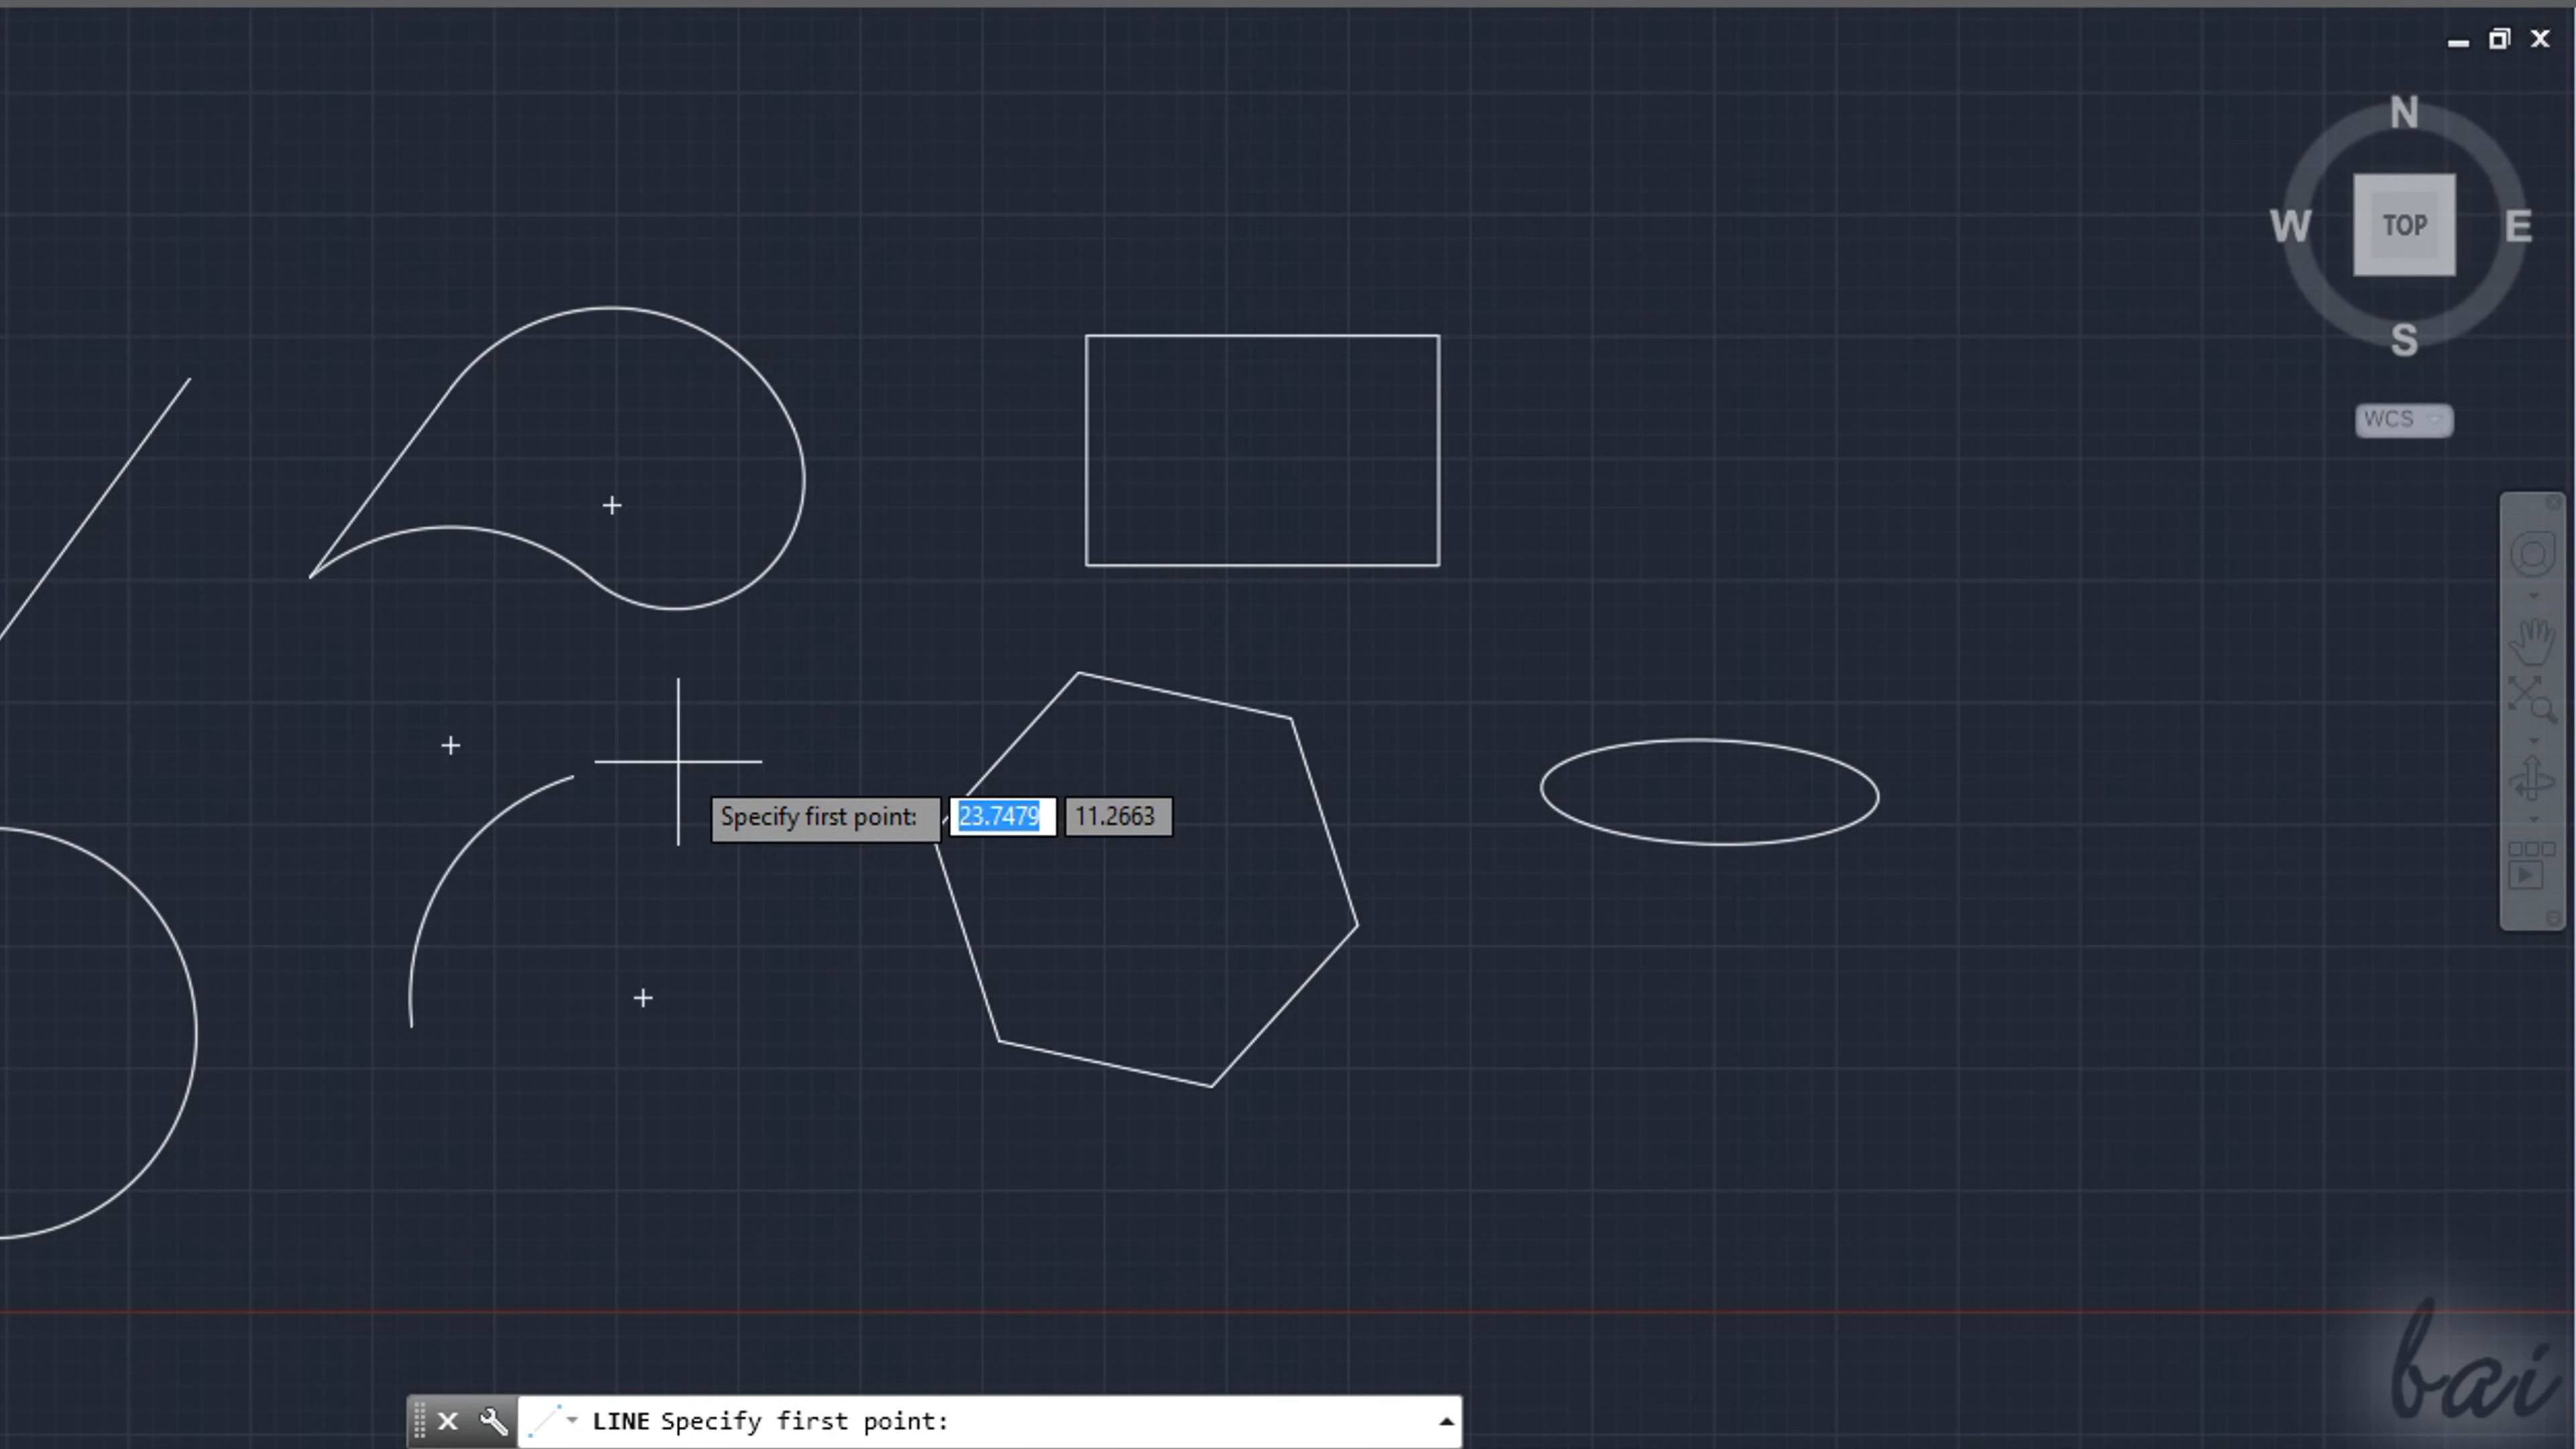 N
W TOP E
S
WCS
Specify first point: 23.7479 11.2663
bai
LINE Specify first point: